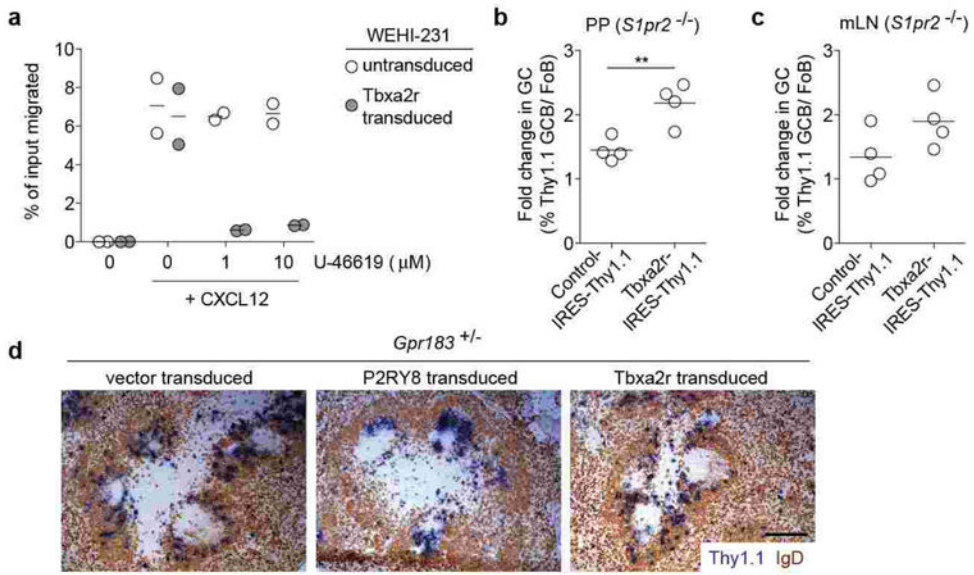 a
WEHI-231
untransduced
Tbxa2r
transduced
% of input migrated
10
8
6
4
2
0
0
0
1
10
U-46619 (μM)
+ CXCL12
b
PP (S1pr2 -/-)
**
Fold change in GC
(% Thy1.1 GCB/ FoB)
3
2
1
0
Control-
IRES-Thy1.1
Tbxa2r-
IRES-Thy1.1
c
mLN (S1pr2 -/-)
Fold change in GC
(% Thy1.1 GCB/ FoB)
3
2
1
0
Control-
IRES-Thy1.1
Tbxa2r-
IRES-Thy1.1
d
Gpr183 +/-
vector transduced
P2RY8 transduced
Tbxa2r transduced
Thy1.1 IgD